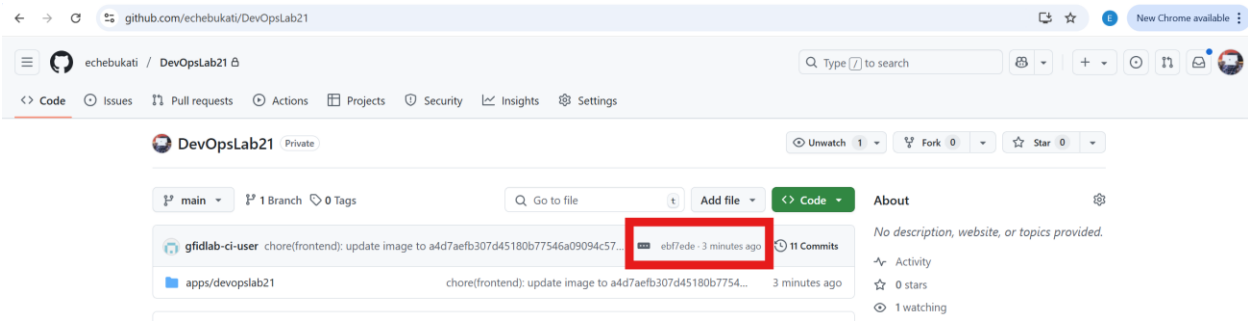 github.com/echebukati/DevOpsLab21
E
New Chrome available
echebukati / DevOpsLab21
Type / to search
Code Issues Pull requests Actions Projects Security Insights Settings
DevOpsLab21 Private
Unwatch 1 Fork 0 Star 0
main 1 Branch 0 Tags
Go to file t
Add file
Code
About
gfidlab-ci-user chore(frontend): update image to a4d7aefb307d45180b77546a09094c57...
ebf7ede · 3 minutes ago
11 Commits
No description, website, or topics provided.
Activity
apps/devopslab21
chore(frontend): update image to a4d7aefb307d45180b7754...
3 minutes ago
0 stars
1 watching